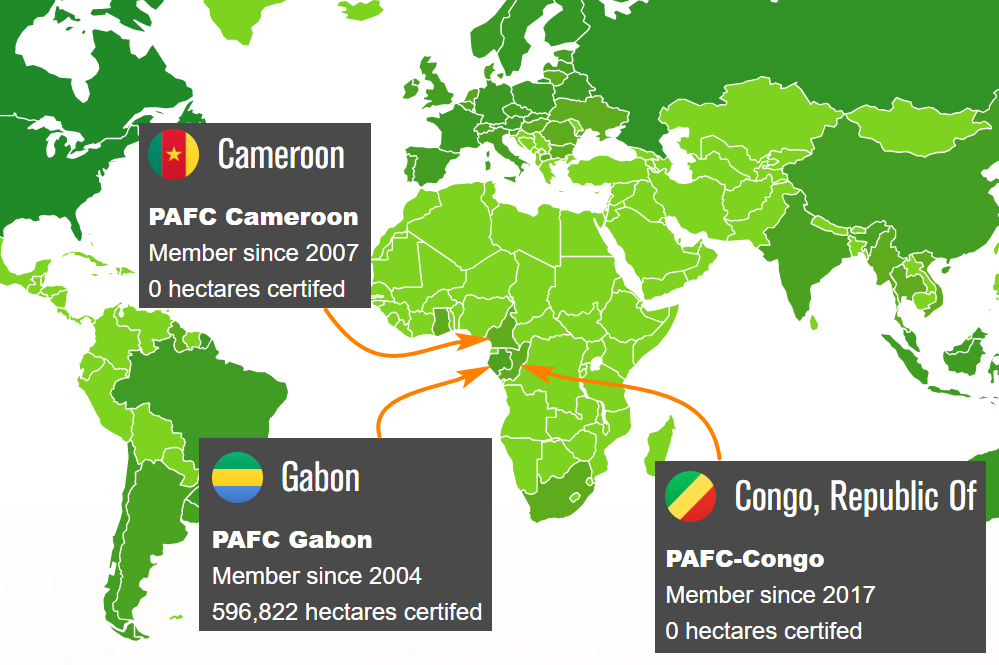 Cameroon
PAFC Cameroon
Member since 2007
0 hectares certifed
Gabon
PAFC Gabon
Member since 2004
596,822 hectares certifed
Congo, Republic Of
PAFC-Congo
Member since 2017
0 hectares certifed